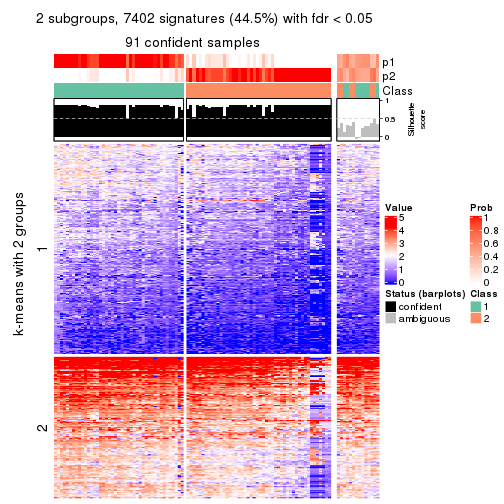 2 subgroups, 7402 signatures (44.5%) with fdr < 0.05
91 confident samples
p1
p2
Class
1
0.5
0
Silhouette
score
k-means with 2 groups
1
2
Value
5
4
3
2
1
0
Prob
1
0.8
0.6
0.4
0.2
0
Status (barplots)
confident
ambiguous
Class
1
2